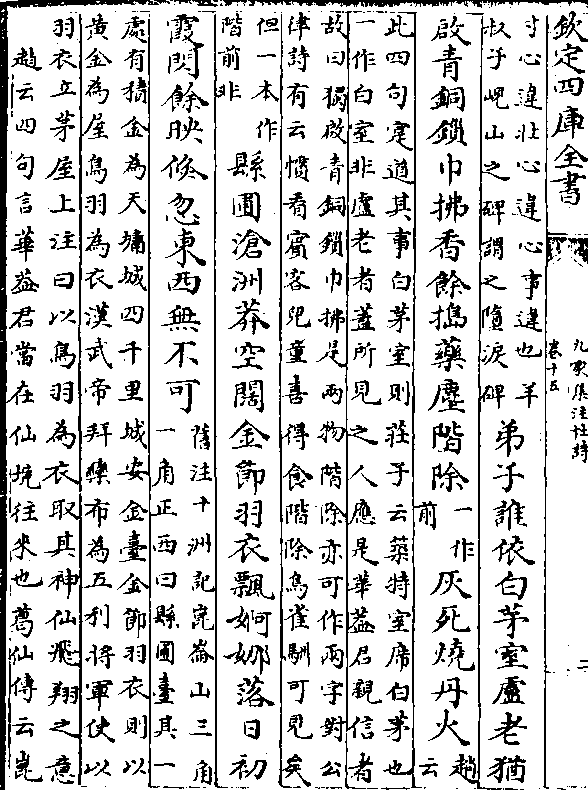 欽定四庫全書
九家集注杜詩
卷十五
二
寸心違壯心違心事違也羊
叔子峴山之碑謂之墮淚碑
弟子誰依白茅室盧老猶
啟青銅鎖巾拂香餘搗藥塵階除
一作
前
灰死燒丹火
趙
云
此四句寔道其事白茅室則莊子云築特室席白茅也
一作白室非盧老者蓋所見之人應是華蓋君親信者
故曰猶啟青銅鎖巾拂是兩物階除亦可作兩字對公
律詩有云慣看賓客兒童喜得食階除鳥雀馴可見矣
但一本作
階前非
縣圃滄洲莽空闊金節羽衣飄婀娜落日初
霞閃餘映倏忽東西無不可
舊注十洲記崑崙山三角
一角正西曰縣圃臺其一
處有積金為天墉城四千里城安金臺金節羽衣則以
黃金為屋鳥羽為衣漢武帝拜欒布為五利將軍使以
羽衣立茅屋上注曰以鳥羽為衣取其神仙飛翔之意
趙云四句言華蓋君當在仙境往來也葛仙傳云崑